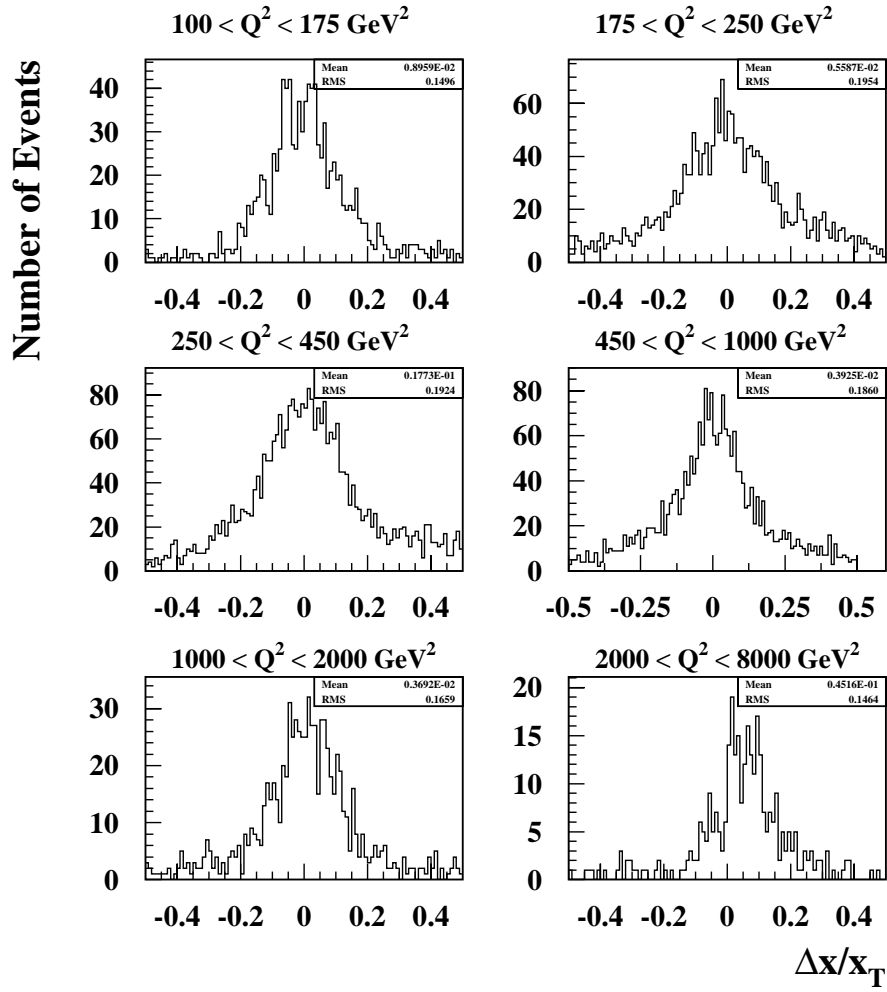 100 < Q² < 175 GeV²
175 < Q² < 250 GeV²
Number of Events
Mean 0.8959E-02
RMS 0.1496
40
30
20
10
0
-0.4 -0.2 0 0.2 0.4
Mean 0.5587E-02
RMS 0.1954
60
40
20
0
-0.4 -0.2 0 0.2 0.4
250 < Q² < 450 GeV²
450 < Q² < 1000 GeV²
Mean 0.1773E-01
RMS 0.1924
80
60
40
20
0
-0.4 -0.2 0 0.2 0.4
Mean 0.3925E-02
RMS 0.1860
80
60
40
20
0
-0.5 -0.25 0 0.25 0.5
1000 < Q² < 2000 GeV²
2000 < Q² < 8000 GeV²
Mean 0.3692E-02
RMS 0.1659
30
20
10
0
-0.4 -0.2 0 0.2 0.4
Mean 0.4516E-01
RMS 0.1464
20
15
10
5
0
-0.4 -0.2 0 0.2 0.4
Δx/x_T